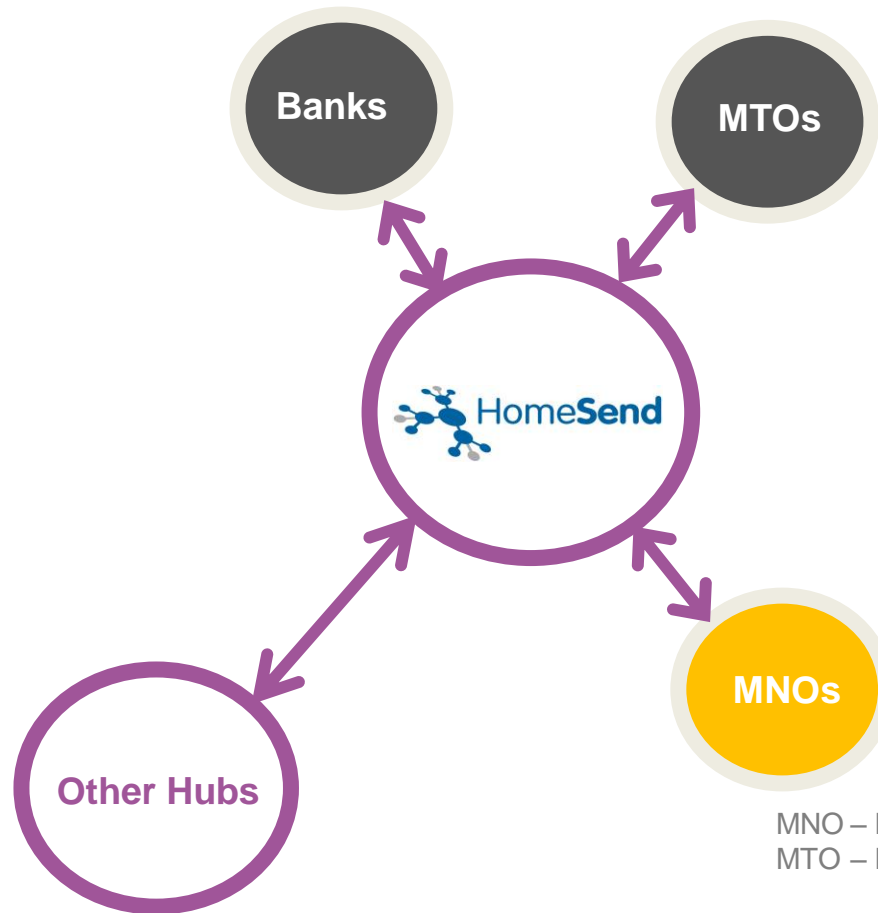 Banks
MTOs
HomeSend
MNOs
Other Hubs
MNO –
MTO –